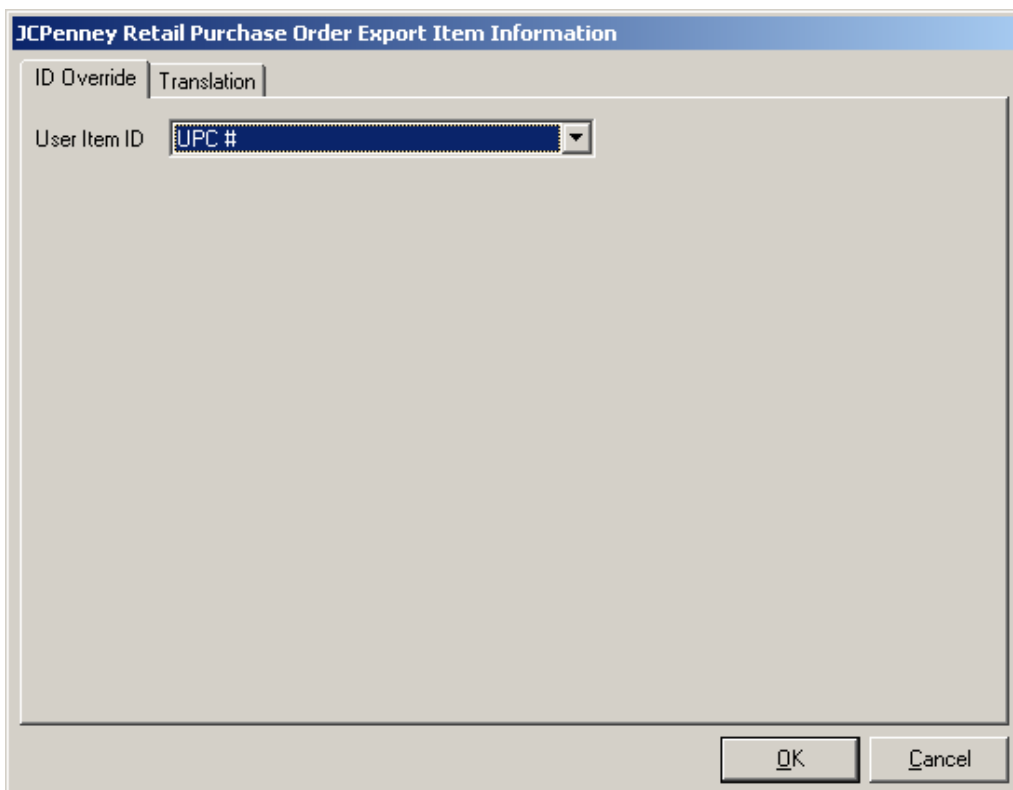 JCPenney Retail Purchase Order Export Item Information
ID Override Translation
User Item ID UPC #
OK Cancel